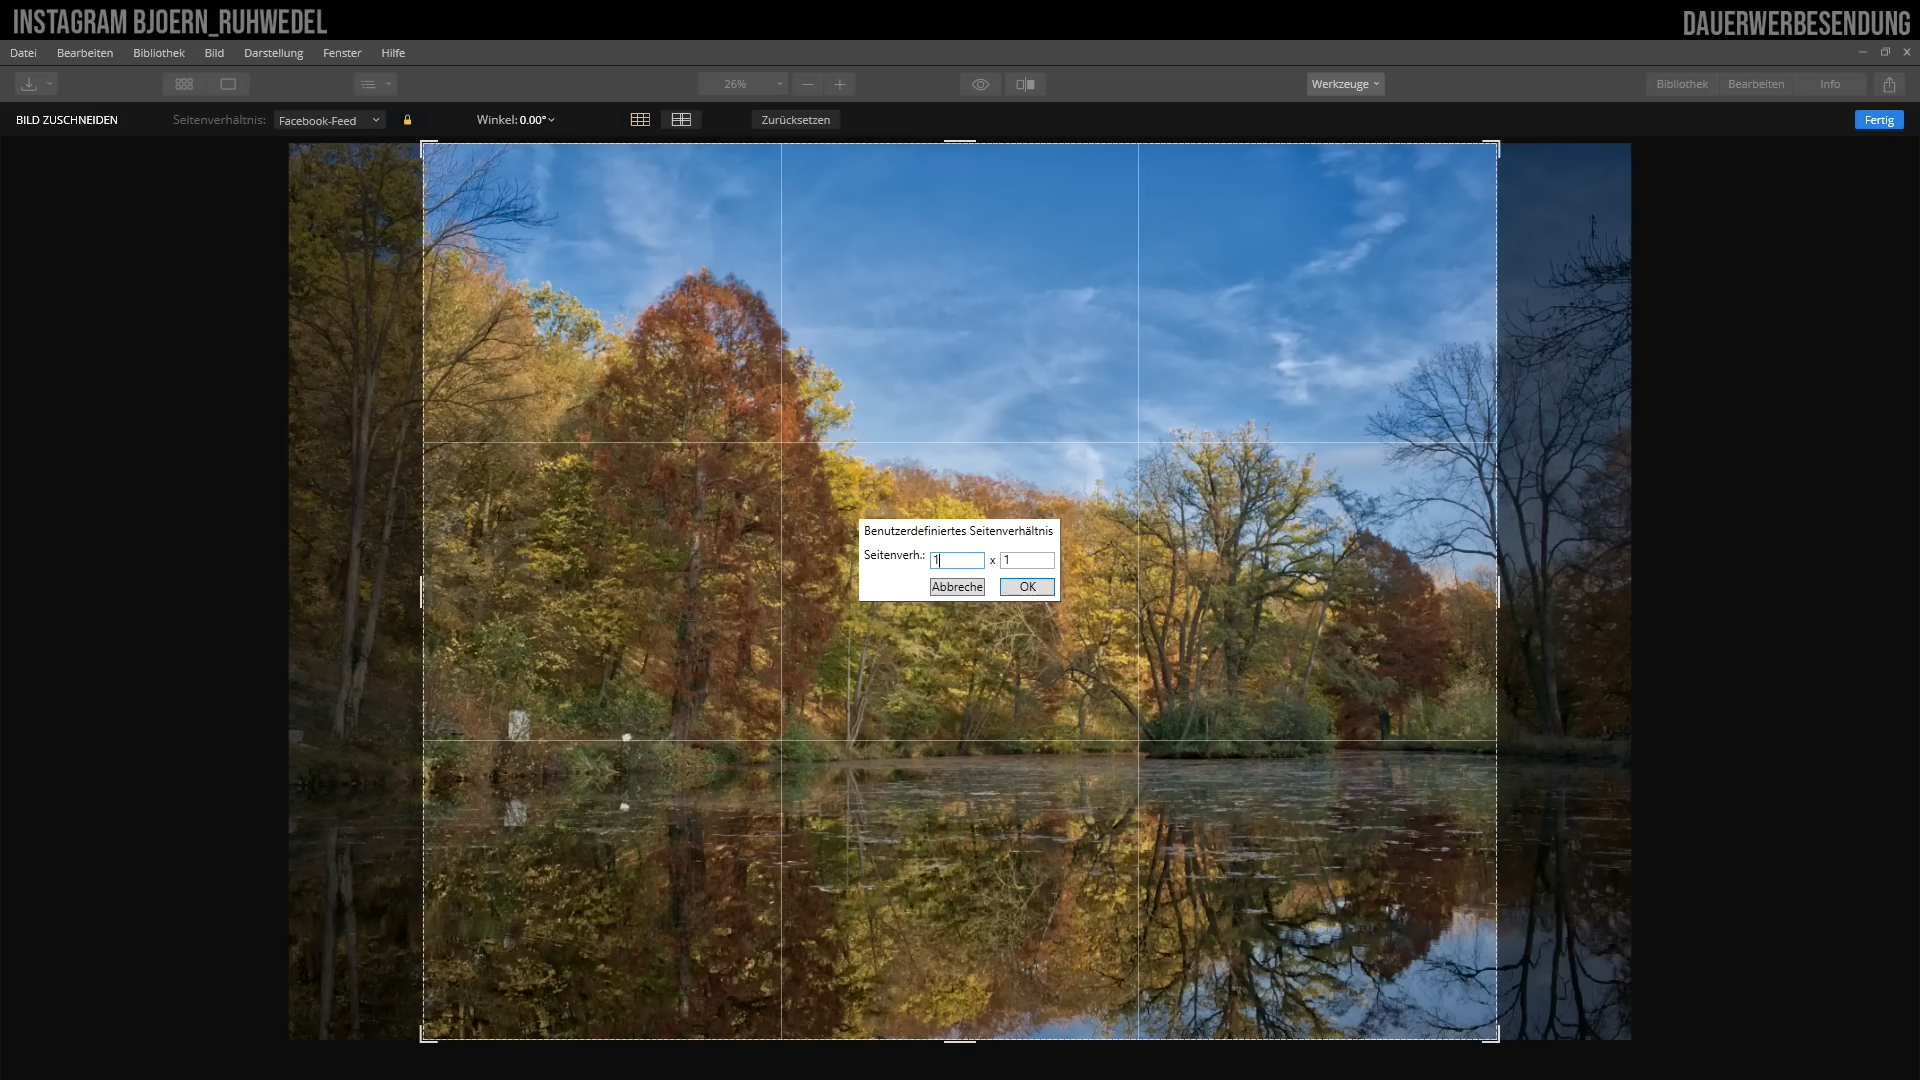 INSTAGRAM BJOERN_RUHWEDEL
DAUERWERBESENDUNG
Datei Bearbeiten Bibliothek Bild Darstellung Fenster Hilfe
26% Werkzeuge Bibliothek Bearbeiten Info
BILD ZUSCHNEIDEN Seitenverhältnis: Facebook-Feed Winkel: 0.00° Zurücksetzen Fertig
Benutzerdefiniertes Seitenverhältnis
Seitenverh.: 1 x 1
Abbreche OK